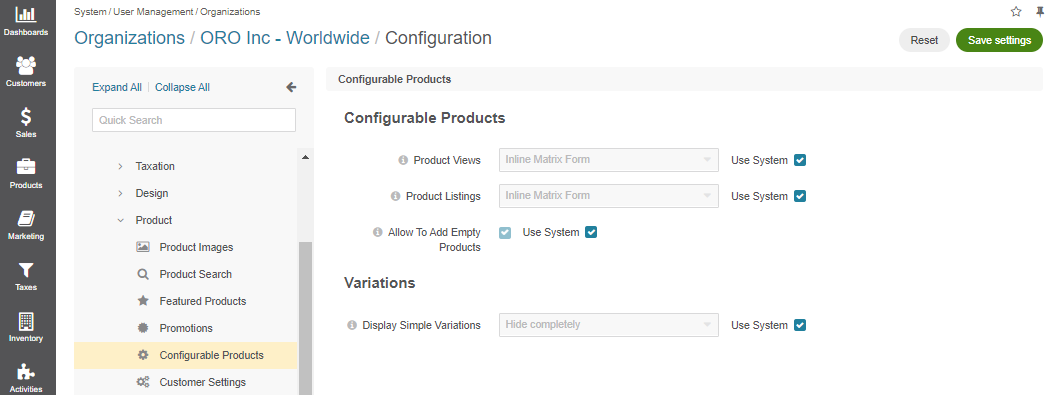 System / User Management / Organizations
Organizations / ORO Inc - Worldwide / Configuration
Reset
Save settings
Dashboards
Customers
Sales
Products
Marketing
Taxes
Inventory
Activities
Expand All | Collapse All
Quick Search
Taxation
Design
Product
Product Images
Product Search
Featured Products
Promotions
Configurable Products
Customer Settings
Configurable Products
Configurable Products
Product Views Inline Matrix Form Use System
Product Listings Inline Matrix Form Use System
Allow To Add Empty Use System
Products
Variations
Display Simple Variations Hide completely Use System